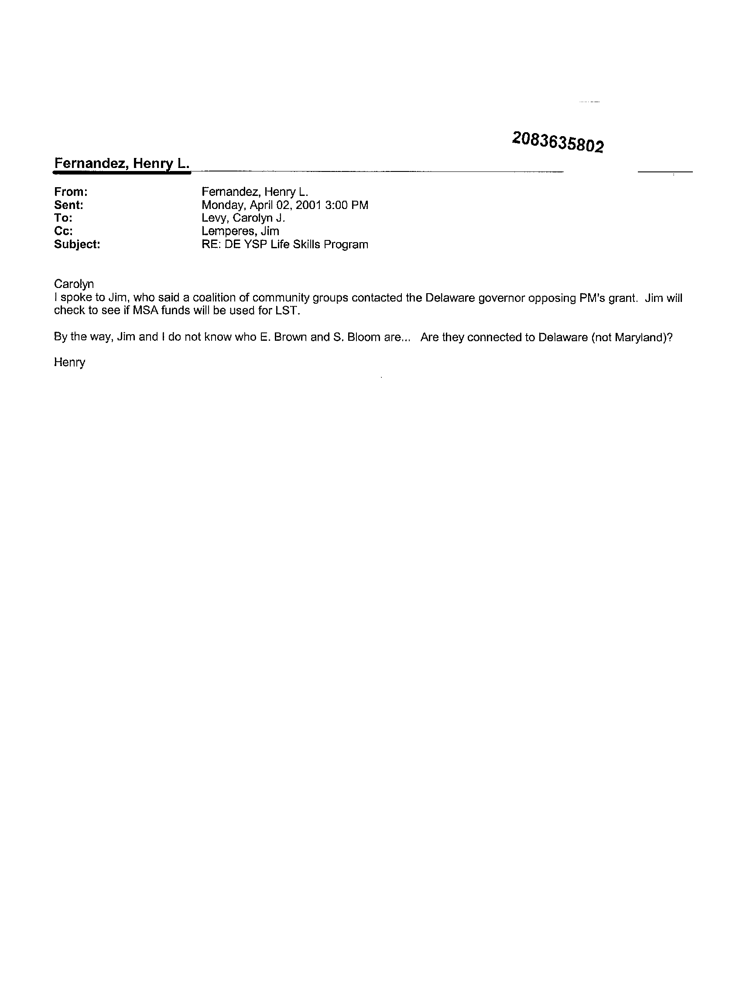 2083635802
Fernandez, Henry L.
From: Fernandez, Henry L.
Sent: Monday, April 02, 2001 3:00 PM
To: Levy, Carolyn J.
Cc: Lemperes, Jim
Subject: RE: DE YSP Life Skills Program
Carolyn
I spoke to Jim, who said a coalition of community groups contacted the Delaware governor opposing PM's grant. Jim will
check to see if MSA funds will be used for LST.
By the way, Jim and I do not know who E. Brown and S. Bloom are... Are they connected to Delaware (not Maryland)?
Henry